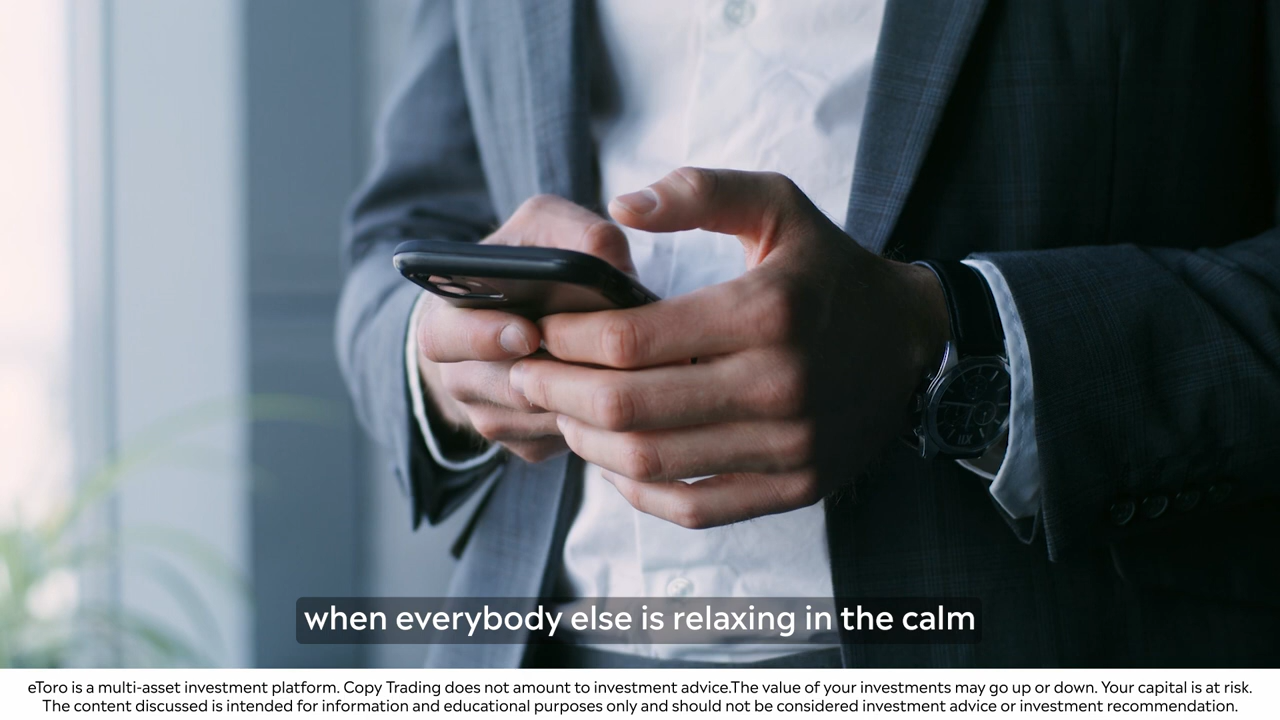 when everybody else is relaxing in the calm
eToro is a multi-asset investment platform. Copy Trading does not amount to investment advice.The value of your investments may go up or down. Your capital is at risk.
The content discussed is intended for information and educational purposes only and should not be considered investment advice or investment recommendation.